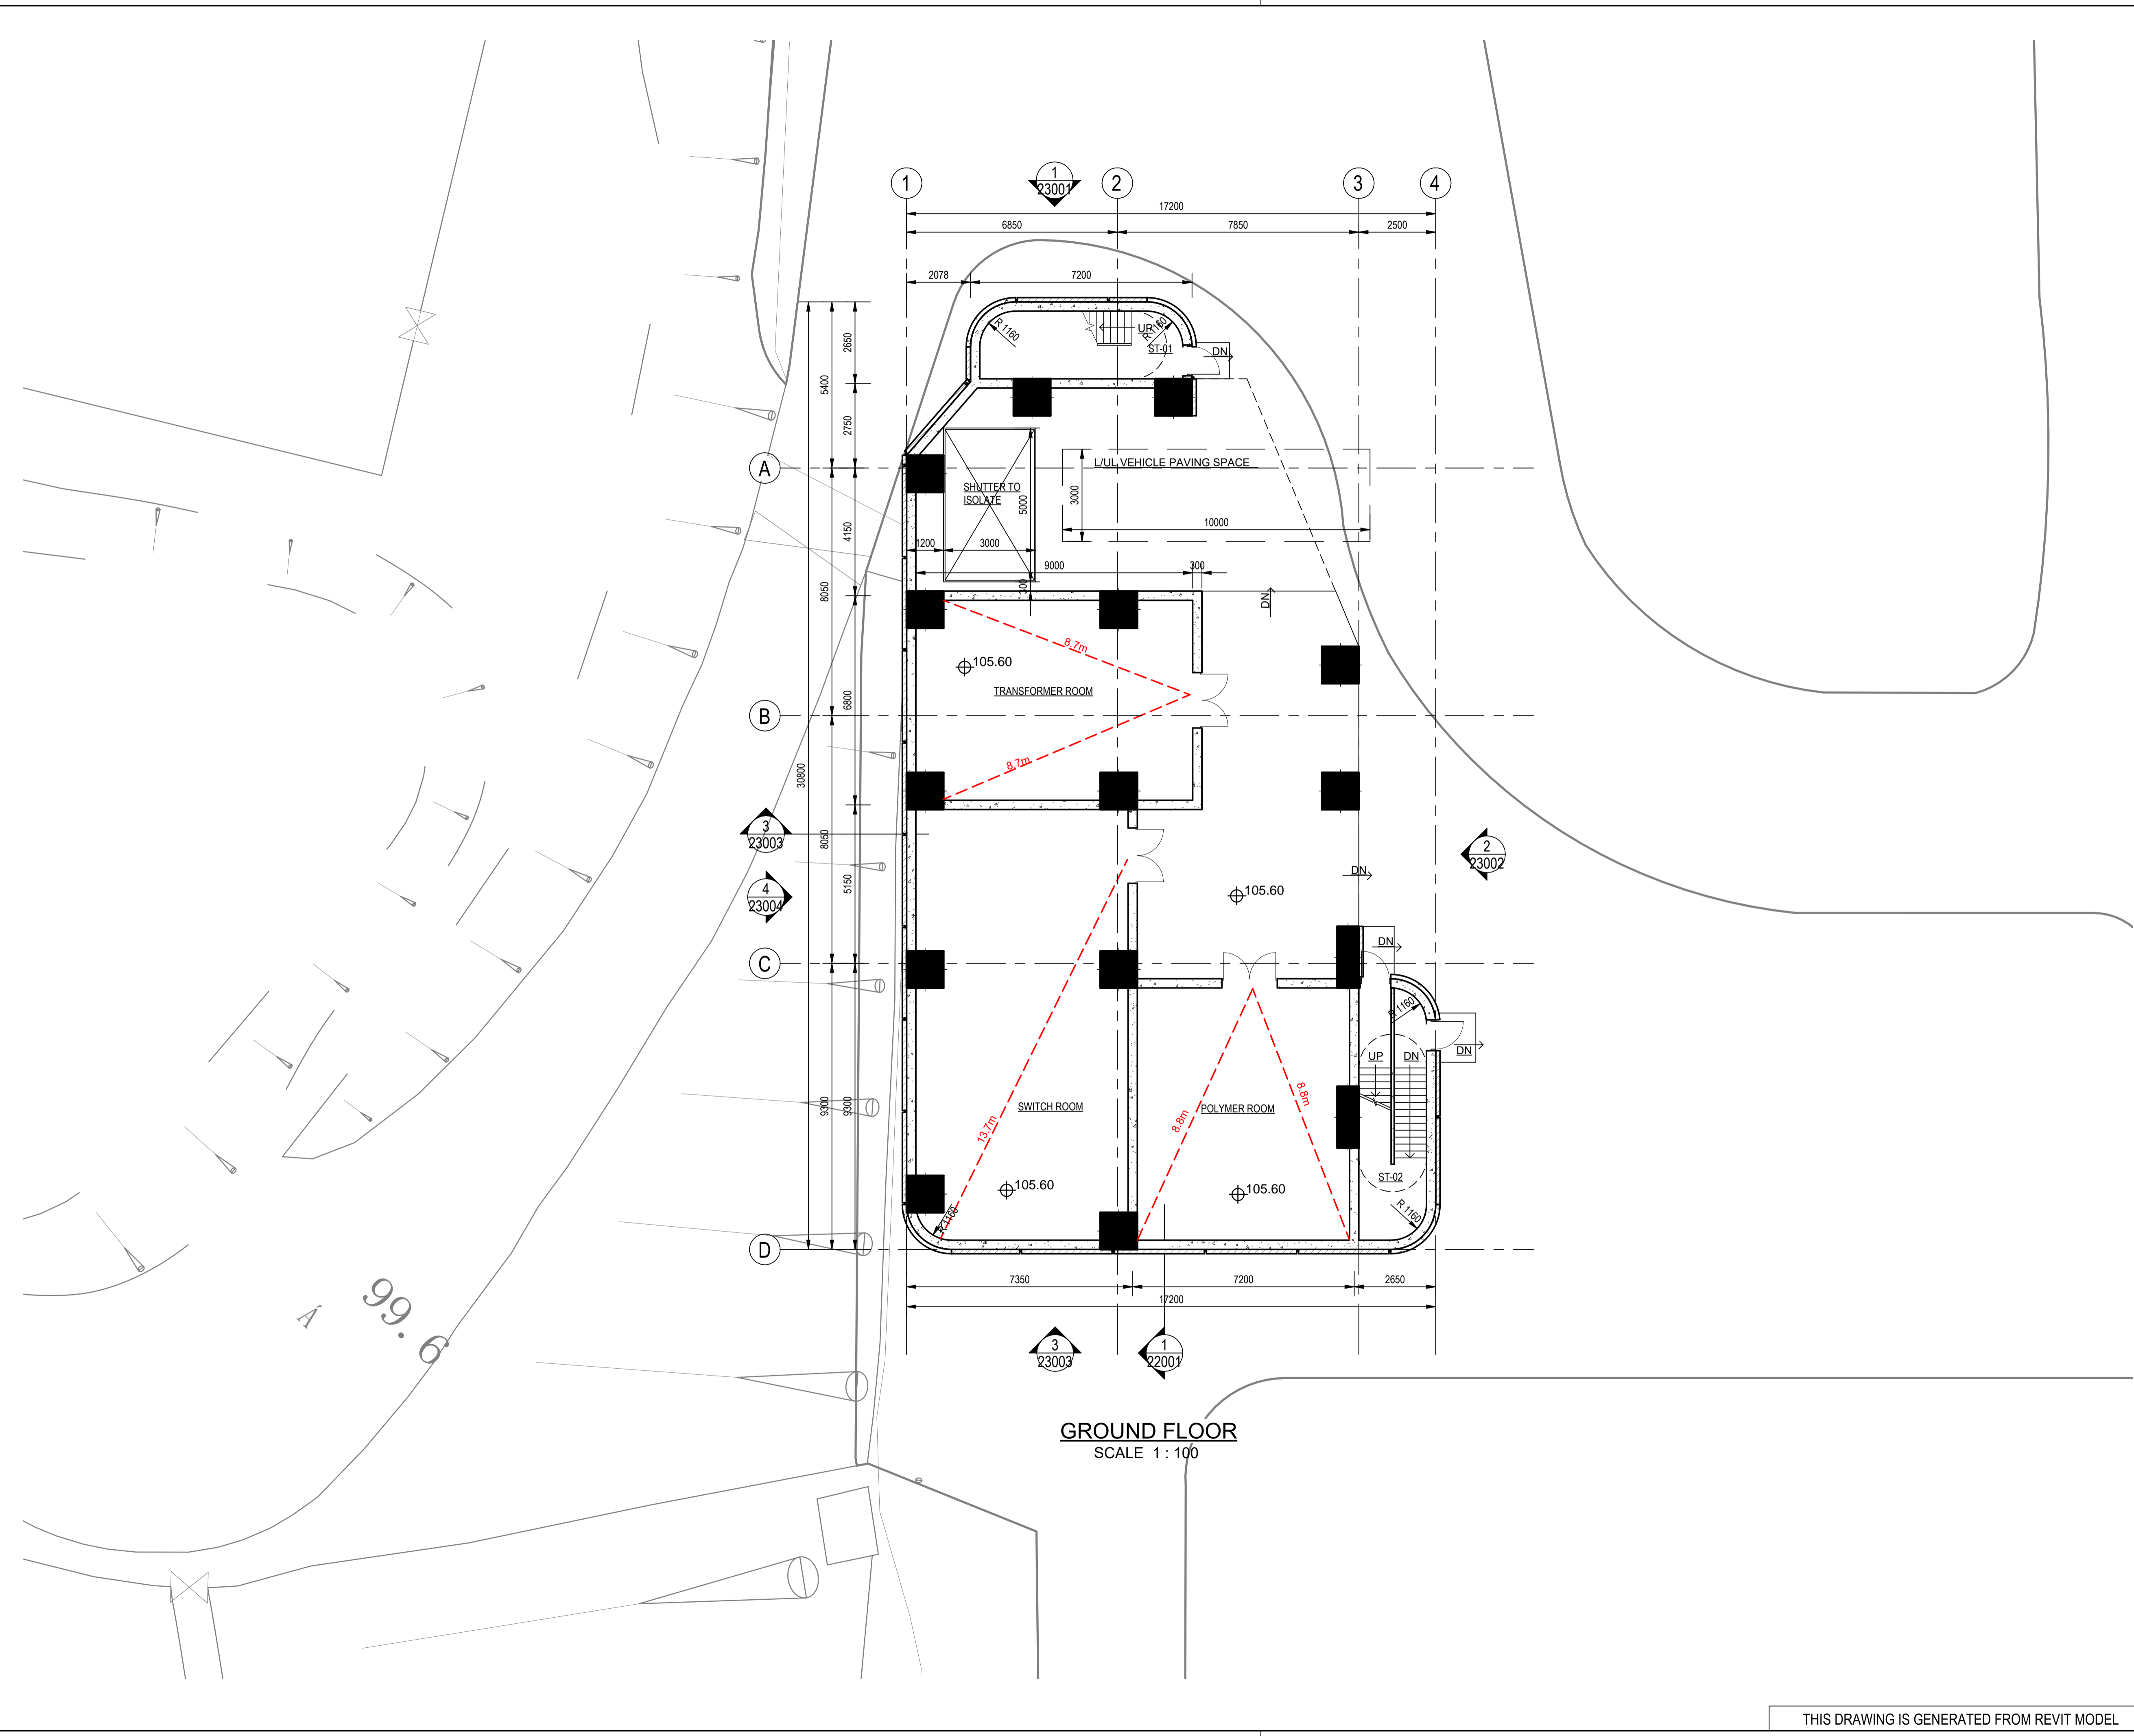 1
1
23001
2
3
4
17200
6850
7850
2500
2078
7200
R 1160
UP
R 1160
ST-01
DN
2650
5400
2750
A
L/UL VEHICLE PAVING SPACE
SHUTTER TO
ISOLATE
5000
3000
10000
4150
1200
3000
9000
300
300
8050
DN
8.7m
105.60
TRANSFORMER ROOM
6800
B
8.7m
30800
3
23003
8050
2
23002
DN
5150
4
23004
105.60
DN
C
R 1160
UP
DN
DN
9300
9300
SWITCH ROOM
POLYMER ROOM
8.8m
8.8m
13.7m
ST-02
105.60
105.60
R 1160
R 1160
D
7350
7200
2650
17200
99.6
3
23003
1
22001
GROUND FLOOR
SCALE 1 : 100
THIS DRAWING IS GENERATED FROM REVIT MODEL